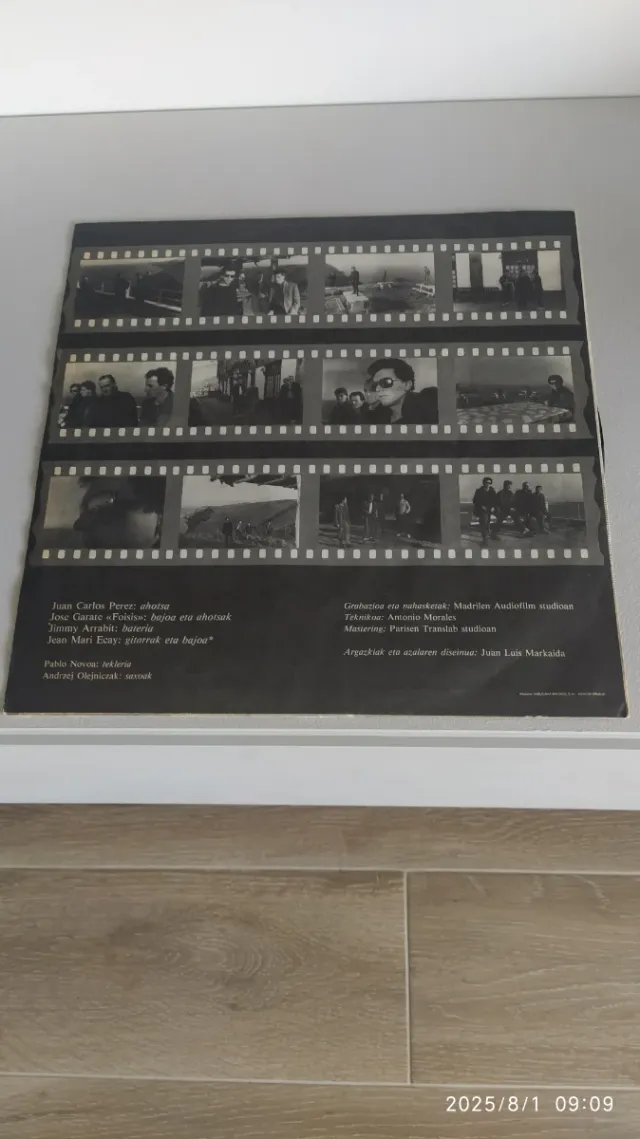 Juan Carlos Perez: ahotsa
Jose Garate «Foisis»: bajoa eta ahotsak
Jimmy Arrabit: bateria
Jean Mari Ecay: gitarrak eta bajoa*
Pablo Novoa: tekleria
Andrzej Olejniczak: saxoak
Grabazioa eta nahasketak: Madrilen Audiofilm studioan
Teknikoa: Antonio Morales
Mastering: Parisen Translab studioan
Argazkiak eta azalaren diseinua: Juan Luis Markaida
2025/8/1 09:09